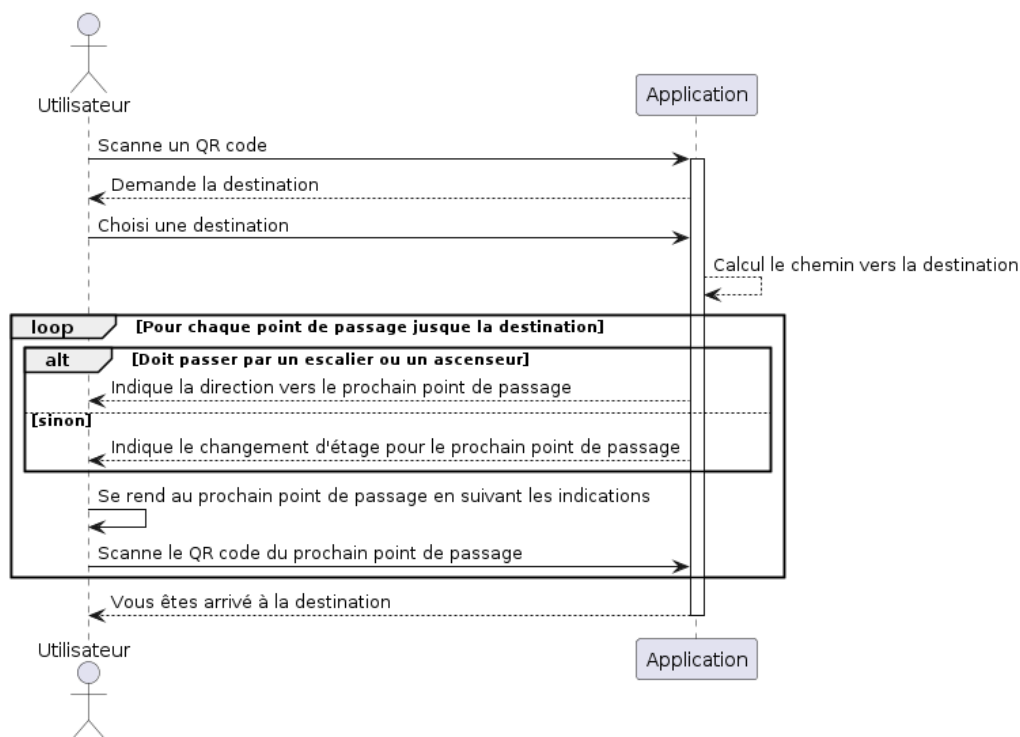 Utilisateur
Application
Scanne un QR code
Demande la destination
Choisi une destination
Calcul le chemin vers la destination
loop [Pour chaque point de passage jusque la destination]
alt [Doit passer par un escalier ou un ascenseur]
Indique la direction vers le prochain point de passage
[sinon]
Indique le changement d'étage pour le prochain point de passage
Se rend au prochain point de passage en suivant les indications
Scanne le QR code du prochain point de passage
Vous êtes arrivé à la destination
Utilisateur
Application